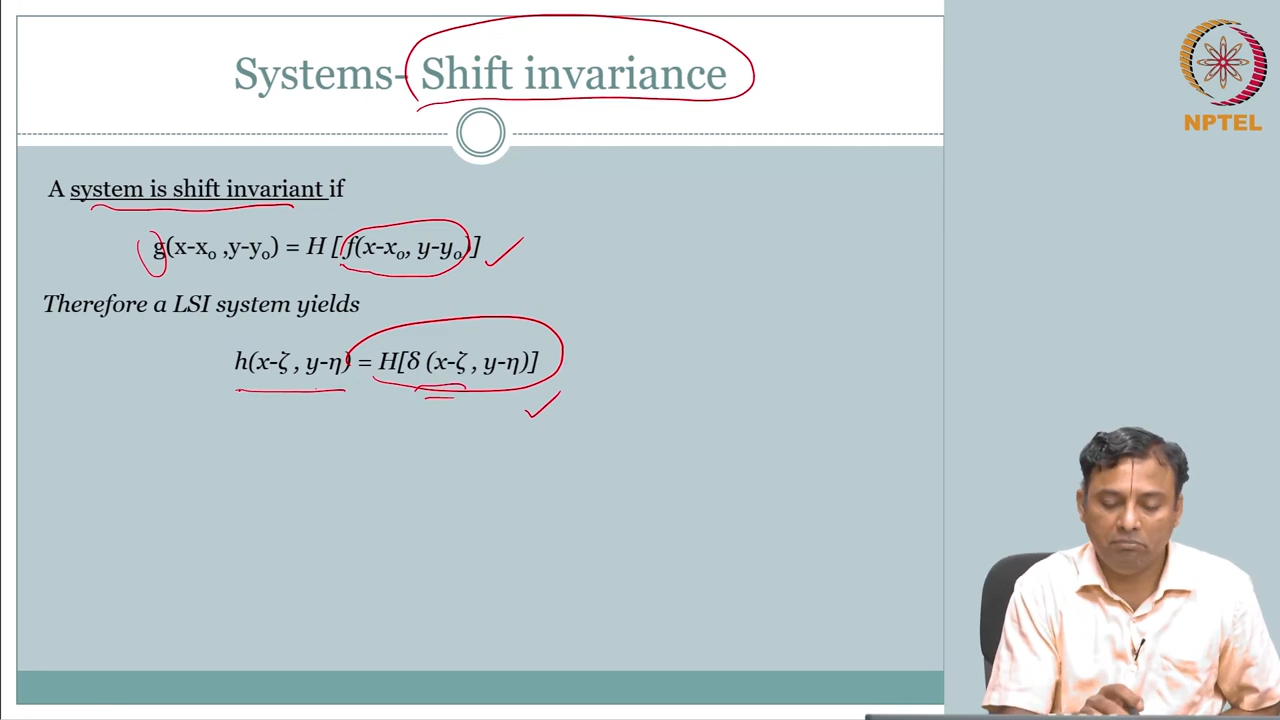 Systems- Shift invariance
NPTEL
A system is shift invariant if
g(x-x₀ ,y-y₀) = H [ f(x-x₀, y-y₀)]
Therefore a LSI system yields
h(x-ζ , y-η) = H[δ (x-ζ , y-η)]